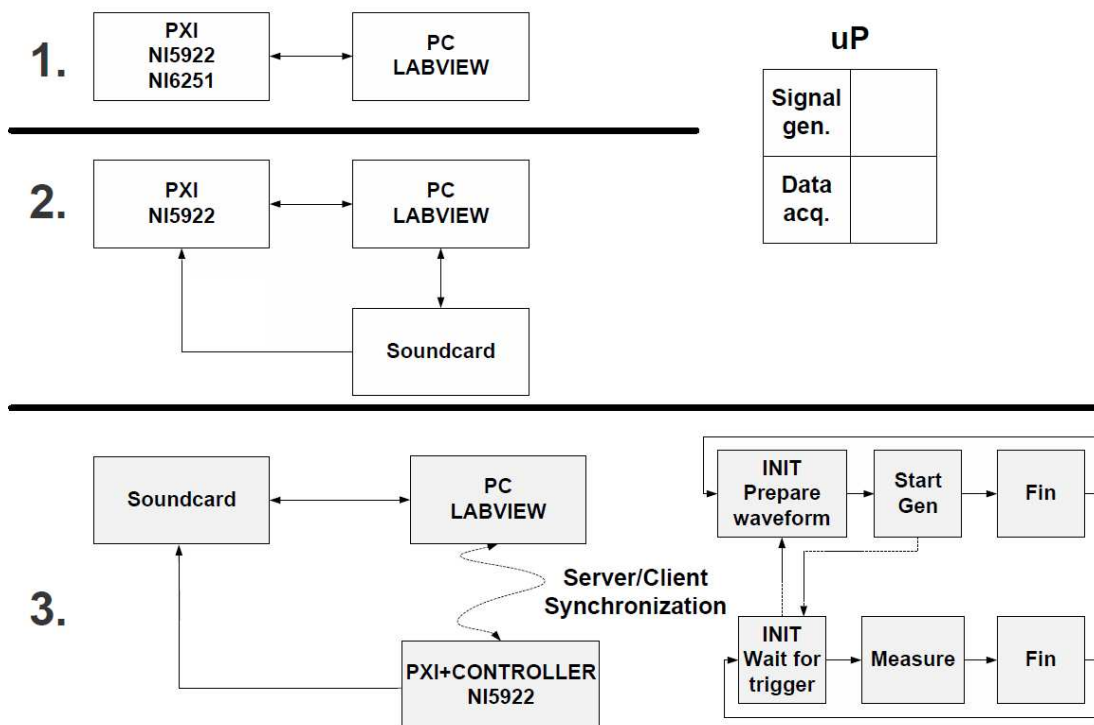 1.
PXI
NI5922
NI6251
PC
LABVIEW
uP
Signal
gen.
Data
acq.
2.
PXI
NI5922
PC
LABVIEW
Soundcard
3.
Soundcard
PC
LABVIEW
Server/Client
Synchronization
PXI+CONTROLLER
NI5922
INIT
Prepare
waveform
Start
Gen
Fin
INIT
Wait for
trigger
Measure
Fin